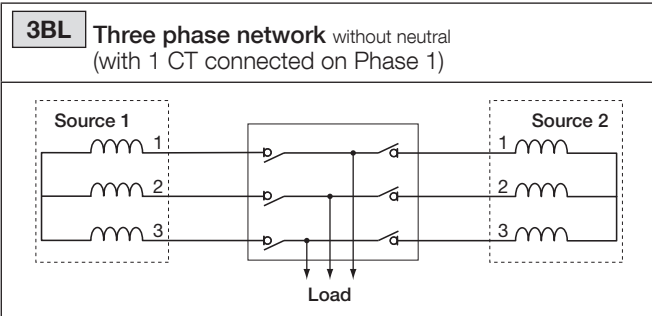 3BL Three phase network without neutral
(with 1 CT connected on Phase 1)
Source 1
Source 2
1
1
2
2
3
3
Load